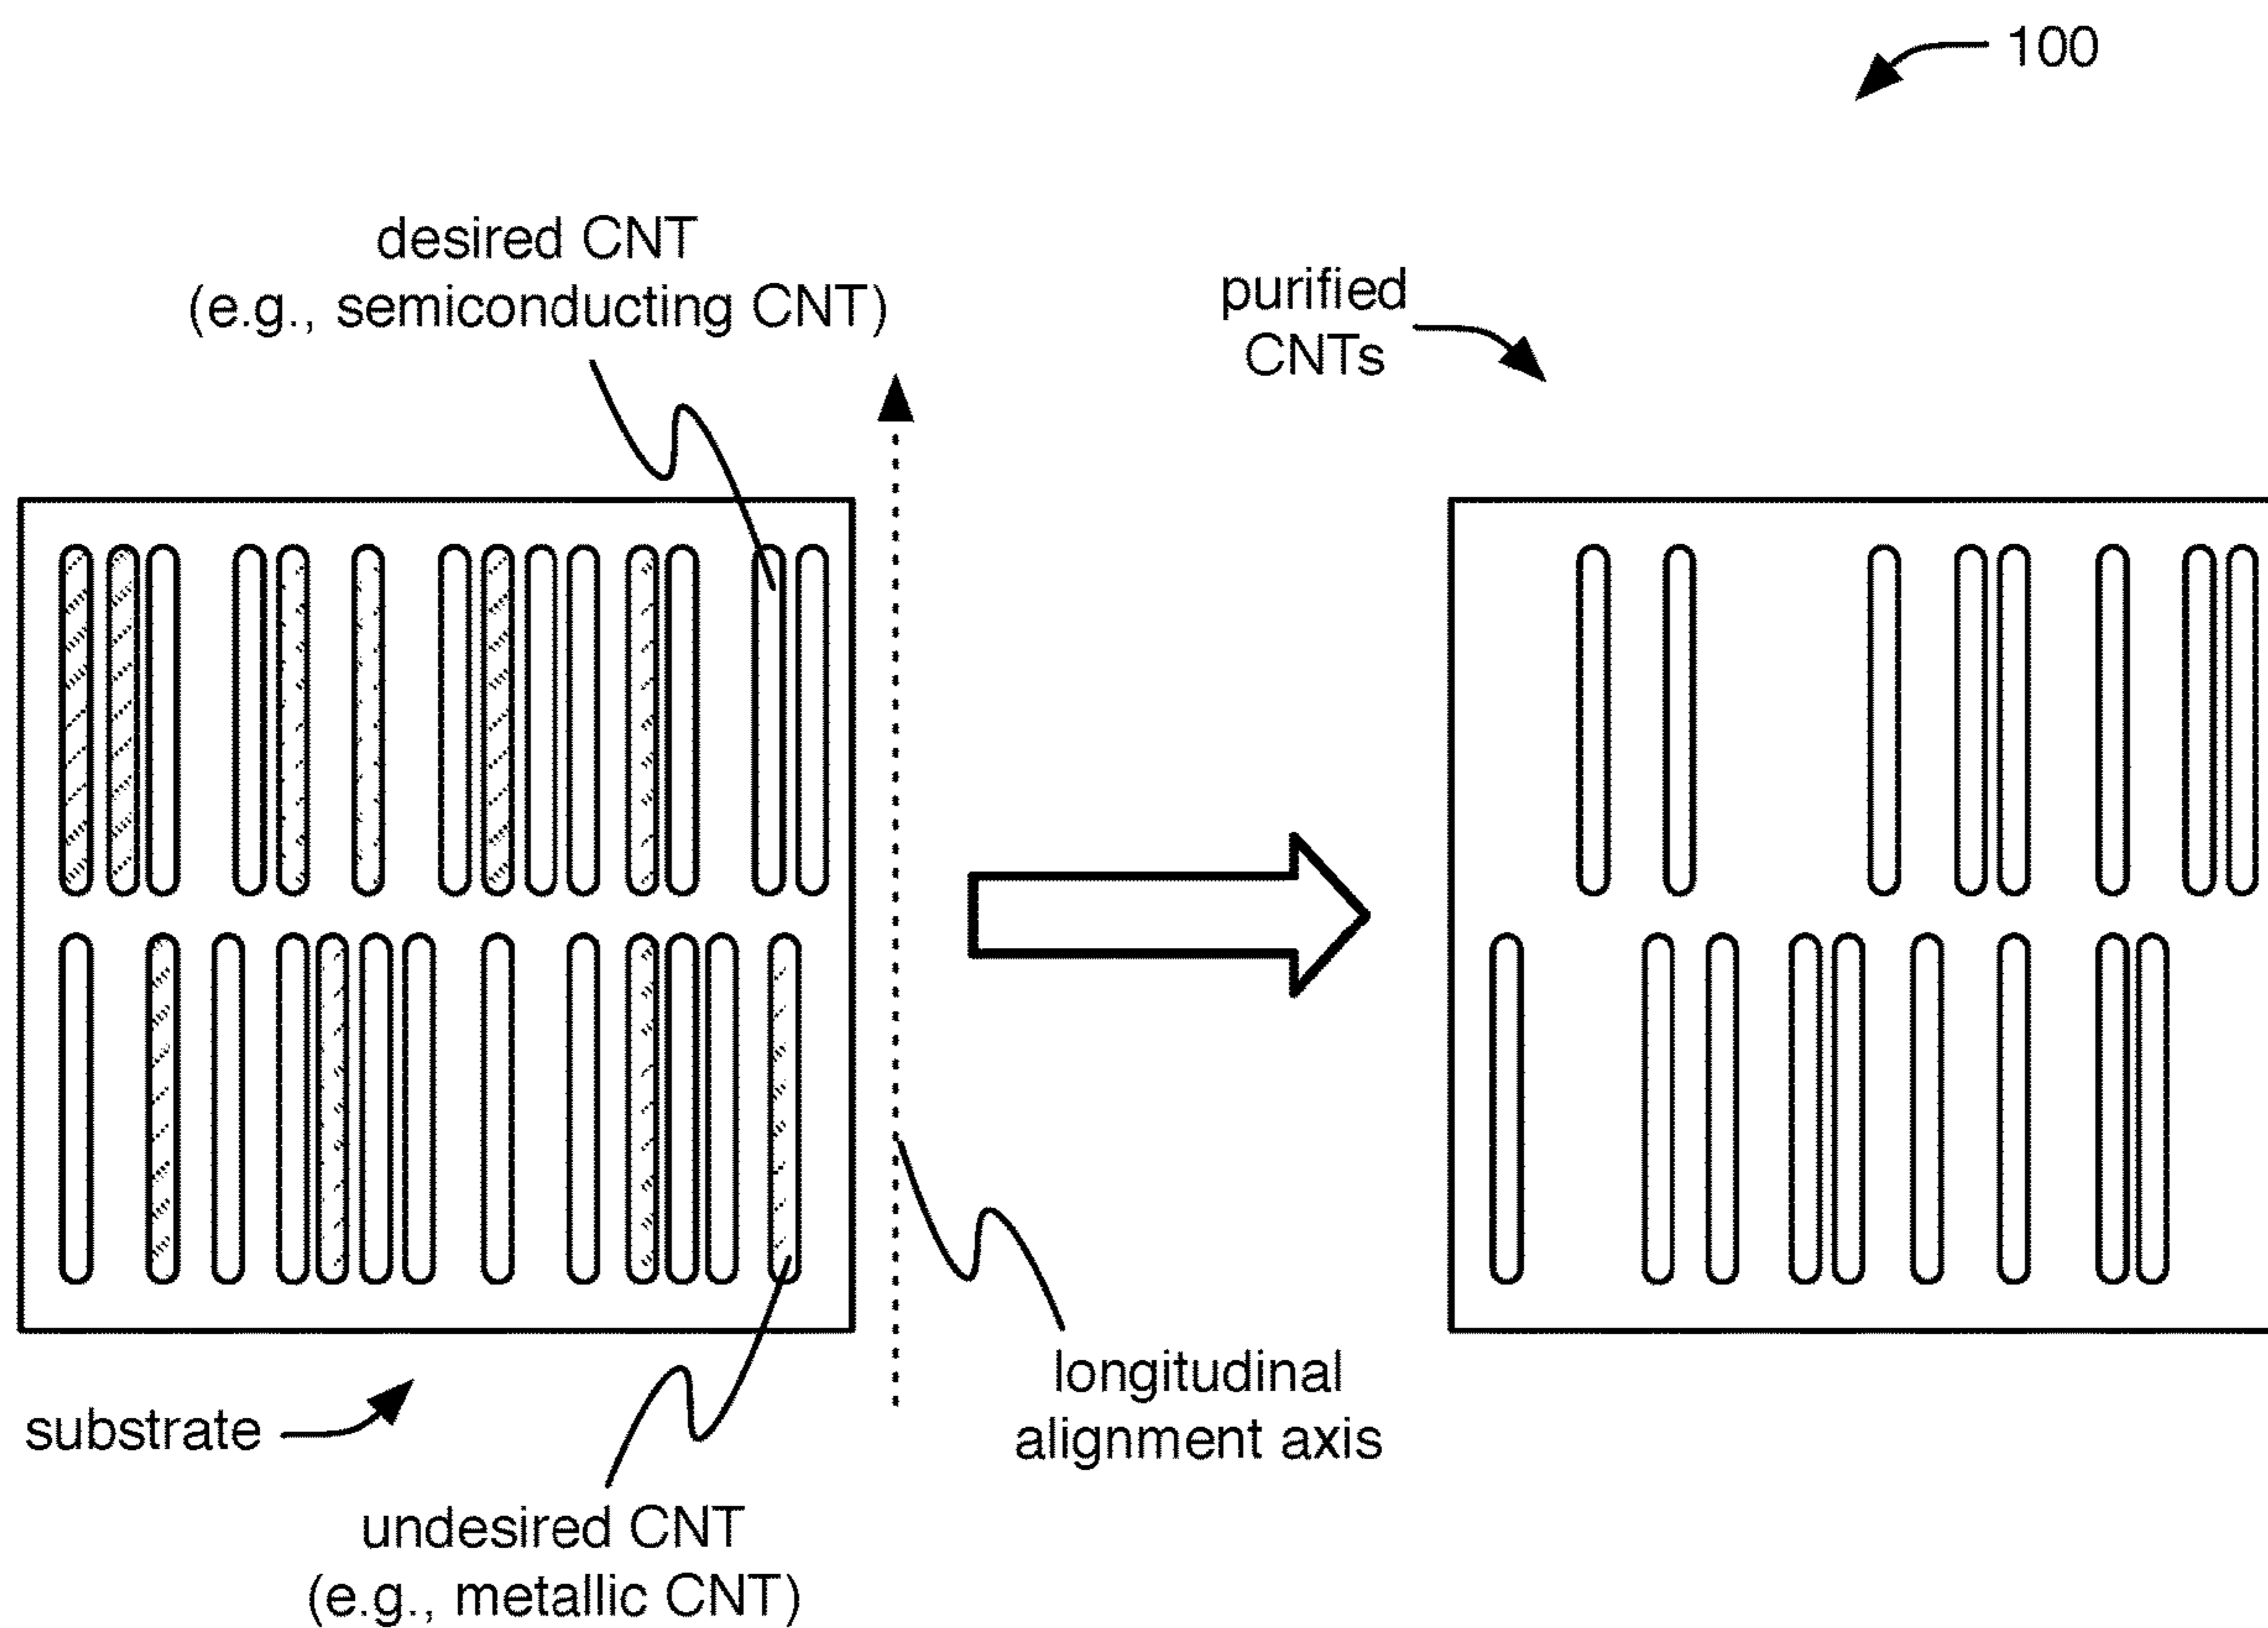 100
desired CNT
(e.g., semiconducting CNT)
purified
CNTs
longitudinal
alignment axis
substrate
undesired CNT
(e.g., metallic CNT)